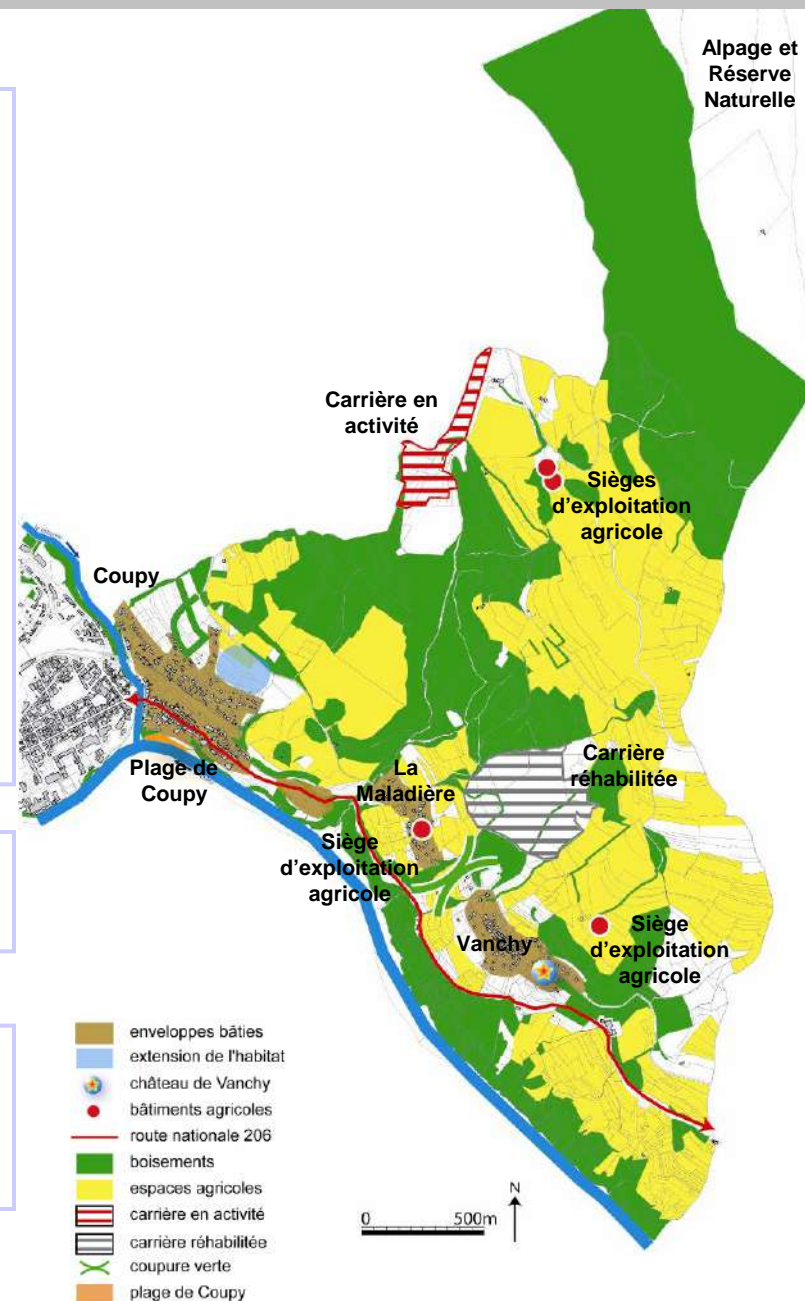 Alpage et
Réserve
Naturelle
Carrière en
activité
Sièges
d'exploitation
agricole
Coupy
Plage de
Coupy
La
Maladière
Carrière
réhabilitée
Siège
d'exploitation
agricole
Vanchy
Siège
d'exploitation
agricole
enveloppes bâties
extension de l'habitat
château de Vanchy
bâtiments agricoles
route nationale 206
boisements
espaces agricoles
carrière en activité
carrière réhabilitée
coupure verte
plage de Coupy
0 500m
N